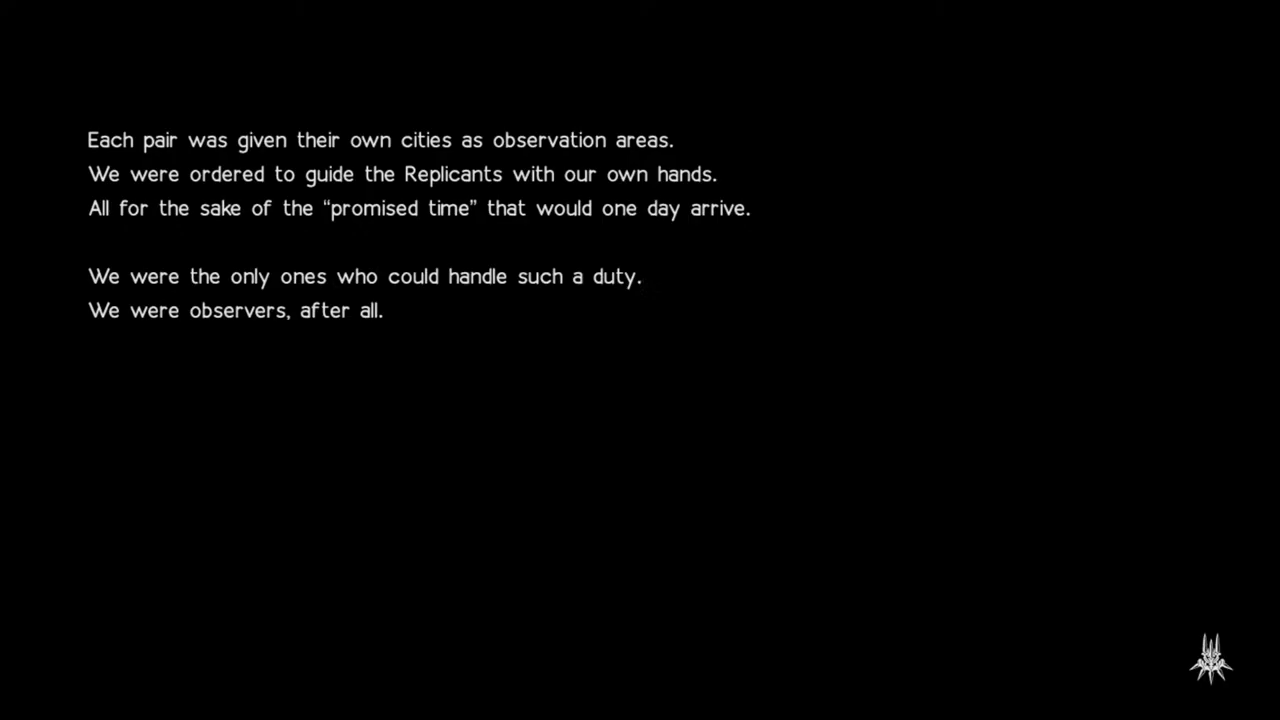 Each pair was given their own cities as observation areas.
We were ordered to guide the Replicants with our own hands.
All for the sake of the “promised time” that would one day arrive.
We were the only ones who could handle such a duty.
We were observers, after all.